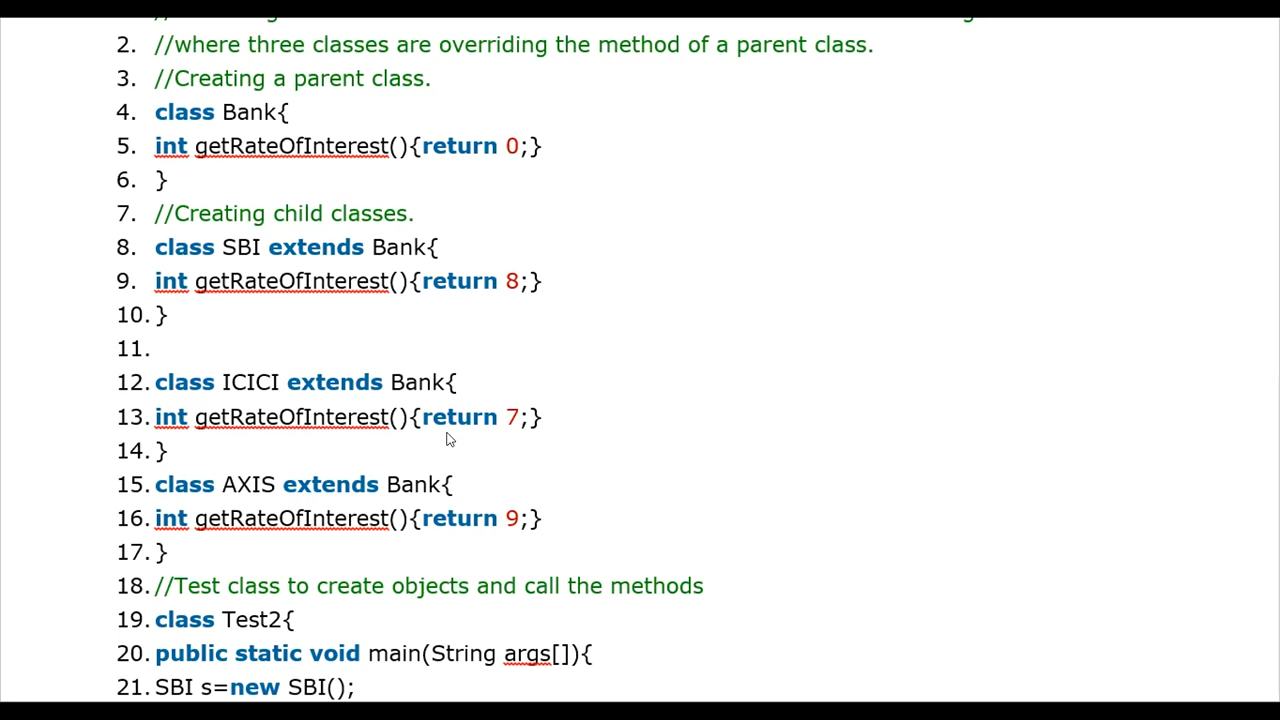 2. //where three classes are overriding the method of a parent class.
3. //Creating a parent class.
4. class Bank{
5. int getRateOfInterest(){return 0;}
6. }
7. //Creating child classes.
8. class SBI extends Bank{
9. int getRateOfInterest(){return 8;}
10. }
11.
12. class ICICI extends Bank{
13. int getRateOfInterest(){return 7;}
14. }
15. class AXIS extends Bank{
16. int getRateOfInterest(){return 9;}
17. }
18. //Test class to create objects and call the methods
19. class Test2{
20. public static void main(String args[]){
21. SBI s=new SBI();